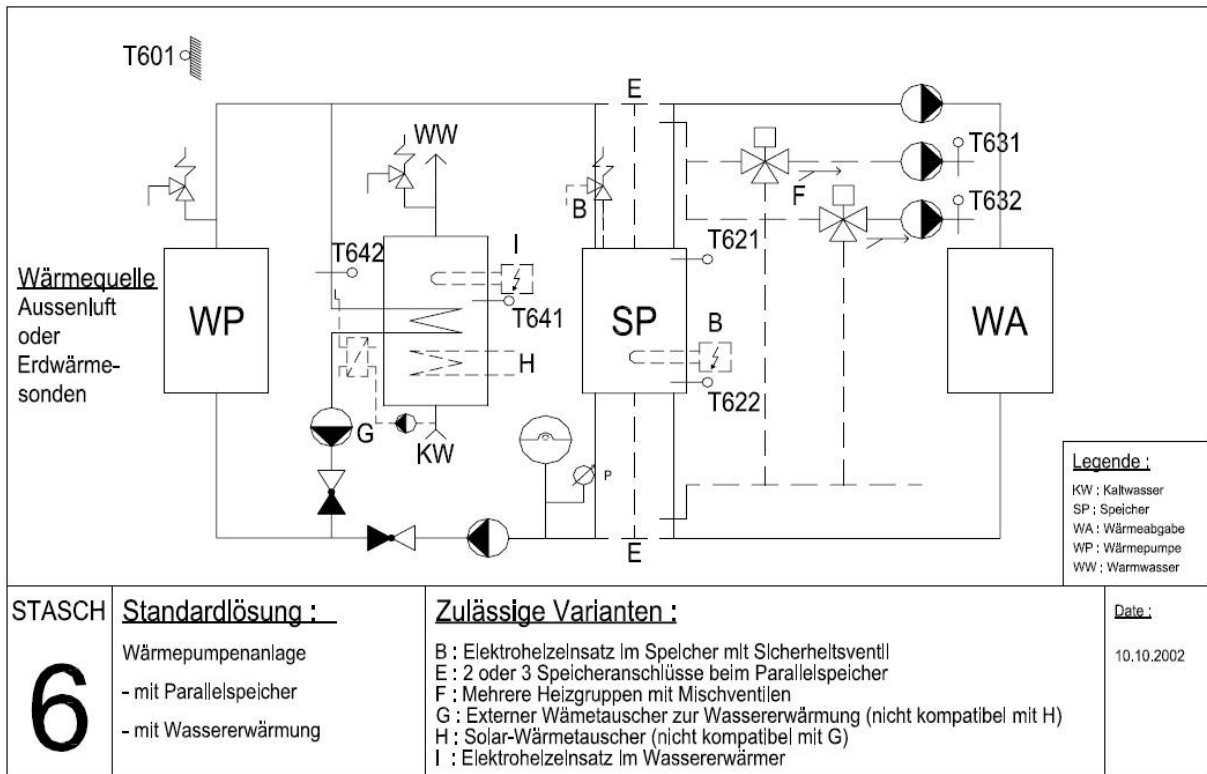 T601
E
WW
T631
F
B
T632
T642
I
T621
Wärmequelle
Aussenluft
oder
Erdwärme-
sonden
WP
T641
SP
B
WA
H
T622
G
KW
P
E
Legende :
KW : Kaltwasser
SP : Speicher
WA : Wärmeabgabe
WP : Wärmepumpe
WW : Warmwasser
STASCH
6
Standardlösung :
Wärmepumpenanlage
- mit Parallelspeicher
- mit Wassererwärmung
Zulässige Varianten :
B : Elektroheizeinsatz im Speicher mit Sicherheitsventil
E : 2 oder 3 Speicheranschlüsse beim Parallelspeicher
F : Mehrere Heizgruppen mit Mischventilen
G : Externer Wämetauscher zur Wassererwärmung (nicht kompatibel mit H)
H : Solar-Wärmetauscher (nicht kompatibel mit G)
I : Elektroheizeinsatz im Wassererwärmer
Date :
10.10.2002